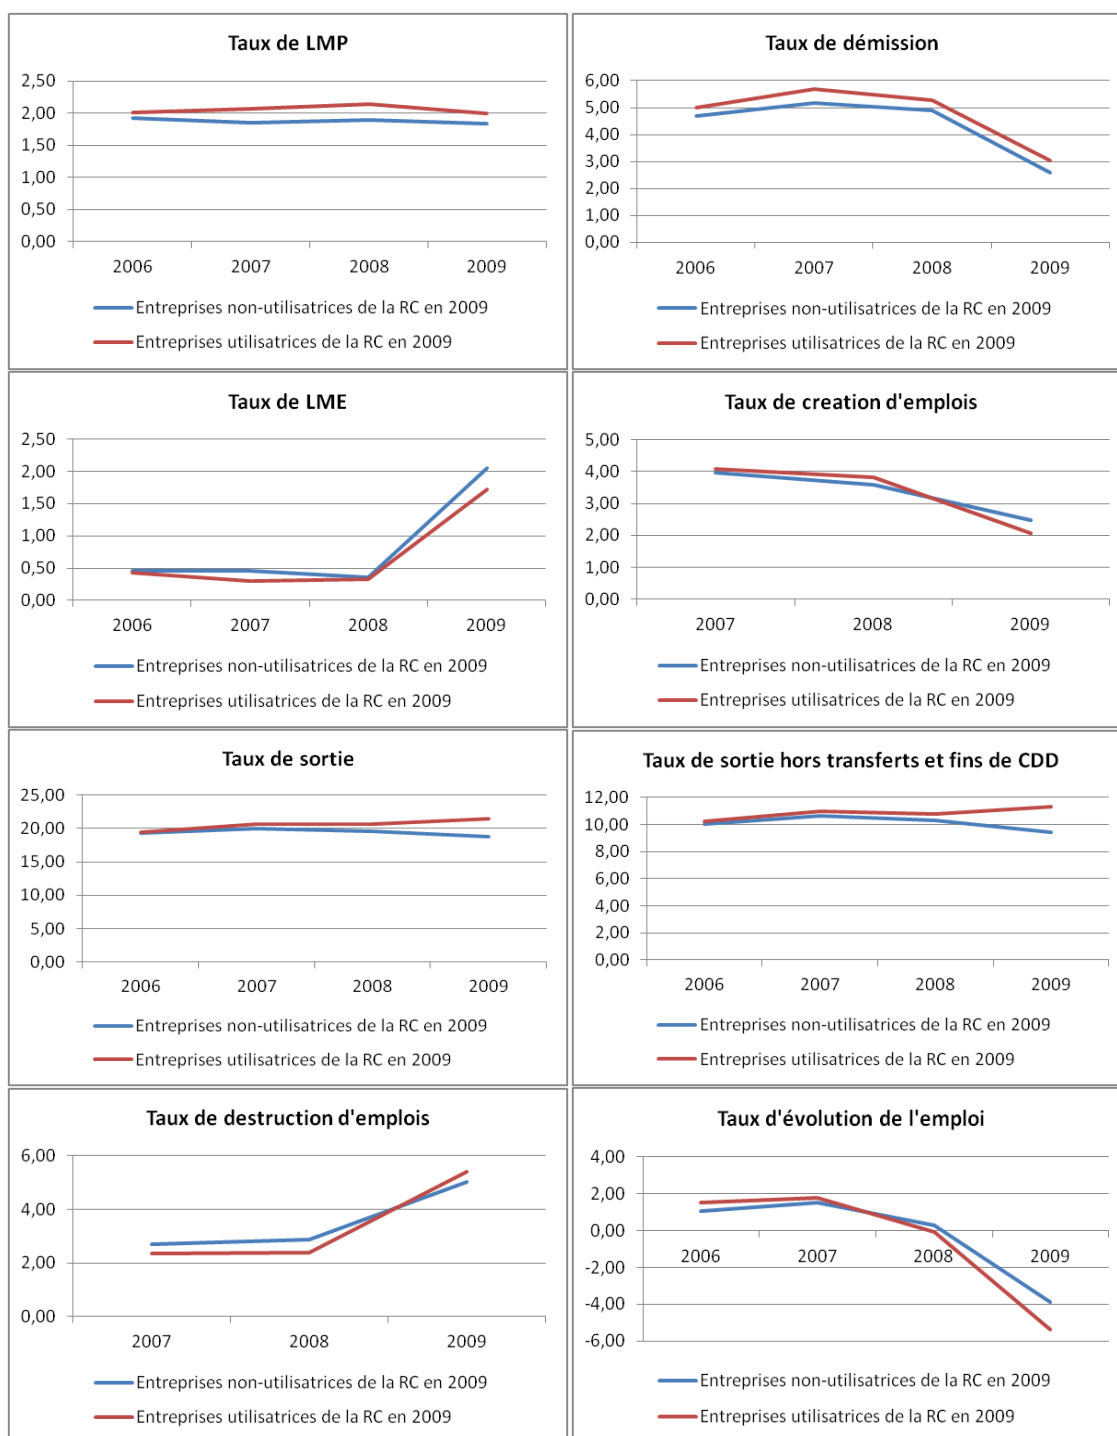 Taux de LMP
2,50
2,00
1,50
1,00
0,50
0,00
2006 2007 2008 2009
Entreprises non-utilisatrices de la RC en 2009
Entreprises utilisatrices de la RC en 2009
Taux de démission
6,00
5,00
4,00
3,00
2,00
1,00
0,00
2006 2007 2008 2009
Entreprises non-utilisatrices de la RC en 2009
Entreprises utilisatrices de la RC en 2009
Taux de LME
2,50
2,00
1,50
1,00
0,50
0,00
2006 2007 2008 2009
Entreprises non-utilisatrices de la RC en 2009
Entreprises utilisatrices de la RC en 2009
Taux de creation d'emplois
5,00
4,00
3,00
2,00
1,00
0,00
2007 2008 2009
Entreprises non-utilisatrices de la RC en 2009
Entreprises utilisatrices de la RC en 2009
Taux de sortie
25,00
20,00
15,00
10,00
5,00
0,00
2006 2007 2008 2009
Entreprises non-utilisatrices de la RC en 2009
Entreprises utilisatrices de la RC en 2009
Taux de sortie hors transferts et fins de CDD
12,00
10,00
8,00
6,00
4,00
2,00
0,00
2006 2007 2008 2009
Entreprises non-utilisatrices de la RC en 2009
Entreprises utilisatrices de la RC en 2009
Taux de destruction d'emplois
6,00
4,00
2,00
0,00
2007 2008 2009
Entreprises non-utilisatrices de la RC en 2009
Entreprises utilisatrices de la RC en 2009
Taux d'évolution de l'emploi
4,00
2,00
0,00
-2,00
-4,00
-6,00
2006 2007 2008 2009
Entreprises non-utilisatrices de la RC en 2009
Entreprises utilisatrices de la RC en 2009